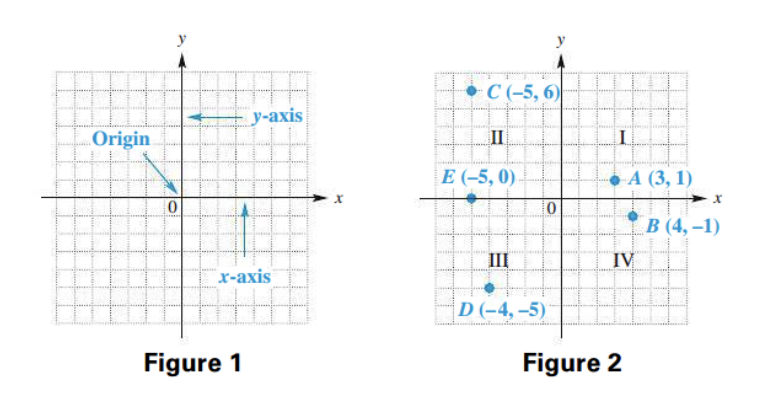 y
y-axis
Origin
0
x
x-axis
Figure 1
y
C (–5, 6)
II
I
E (–5, 0)
A (3, 1)
0
x
B (4, –1)
III
IV
D (–4, –5)
Figure 2